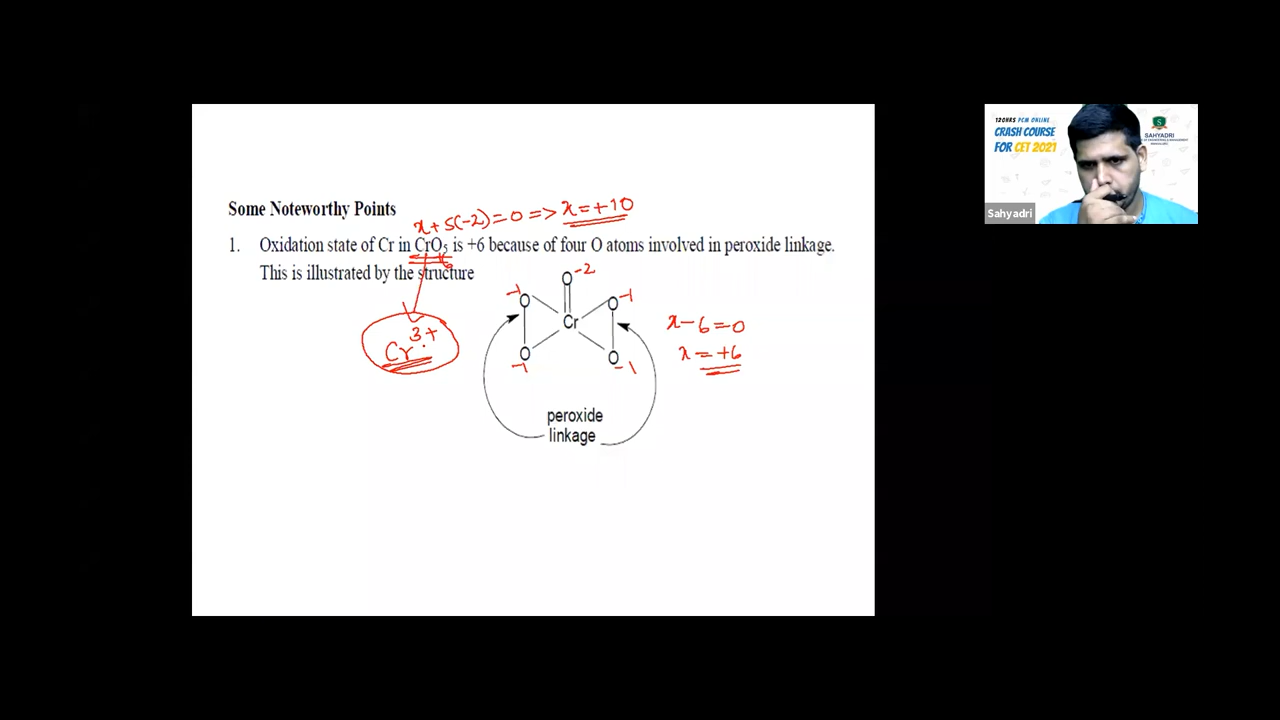 Some Noteworthy Points
x+5(-2)=0 => x=+10
1. Oxidation state of Cr in CrO5 is +6 because of four O atoms involved in peroxide linkage.
This is illustrated by the structure
6
O -2
-1 O O -1
Cr
O O
-1 -1
Cr3+
x-6=0
x=+6
peroxide
linkage
120HRS PCM ONLINE
CRASH COURSE
FOR CET 2021
SAHYADRI
Sahyadri